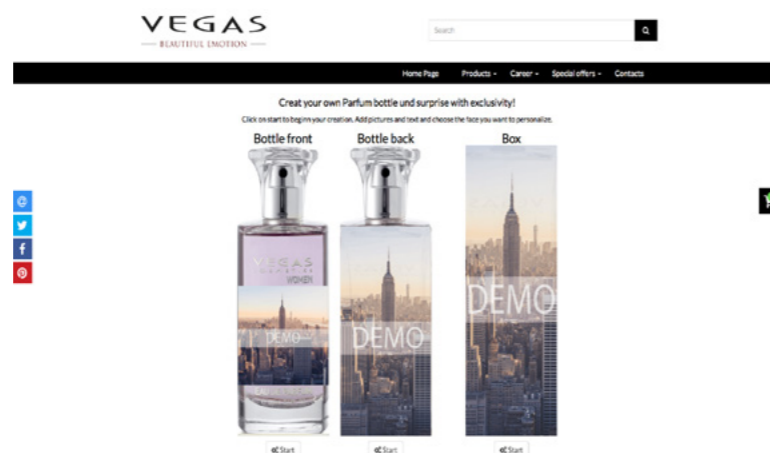 VEGAS
BEAUTIFUL EMOTION
Search
Home Page Products Career Special offers Contacts
Creat your own Parfum bottle und surprise with exclusivity!
Click on start to beginn your creation. Add pictures and text and choose the face you want to personalize.
Bottle front Bottle back Box
VEGAS
COSMETICS
WOMEN
DEMO
DEMO
DEMO
Start Start Start